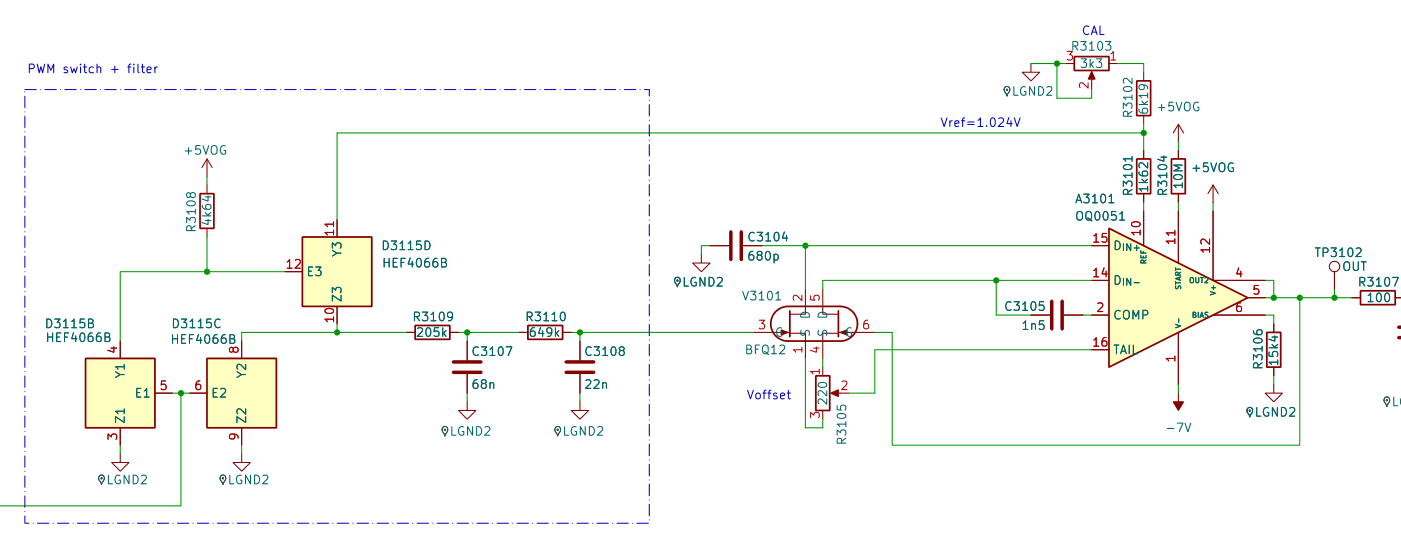 CAL
R3103
3
3k3
1
2
LGND2
R3102
6k19
+5VOG
PWM switch + filter
Vref=1.024V
+5VOG
R3108
4k64
R3101
1k62
R3104
10M
+5VOG
A3101
OQ0051
10
REF
11
START
12
V+
11
Y3
D3115D
HEF4066B
12
E3
Z3
10
C3104
680p
LGND2
15
DIN+
14
DIN-
2
COMP
16
TAIL
OUT2
4
5
BIAS
6
V-
1
-7V
TP3102
OUT
R3107
100
V3101
2
5
D
D
3
G
S
S
G
6
BFQ12
1
4
C3105
1n5
R3106
15k4
LGND2
D3115B
HEF4066B
4
Y1
E1
5
Z1
3
LGND2
D3115C
HEF4066B
8
Y2
6
E2
Z2
9
LGND2
R3109
205k
R3110
649k
C3107
68n
LGND2
C3108
22n
LGND2
Voffset
1
220
2
3
R3105